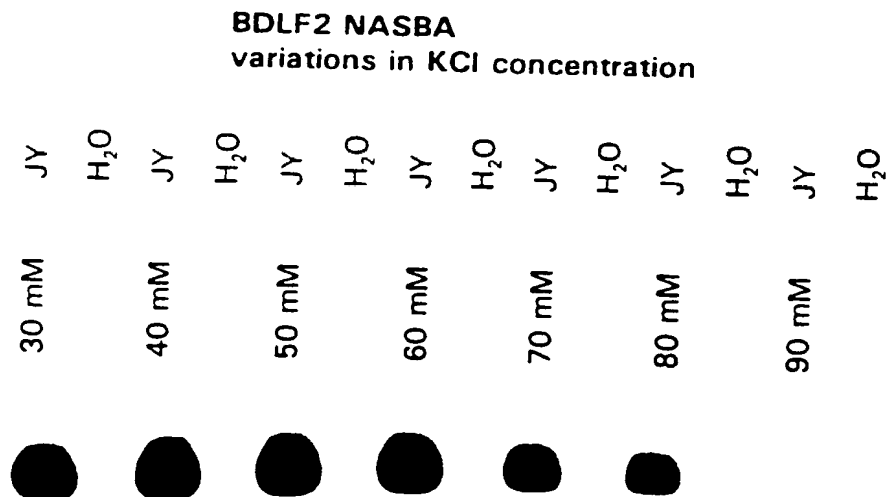 BDLF2 NASBA
variations in KCl concentration
JY H₂O JY H₂O JY H₂O JY H₂O JY H₂O JY H₂O JY H₂O
30 mM 40 mM 50 mM 60 mM 70 mM 80 mM 90 mM